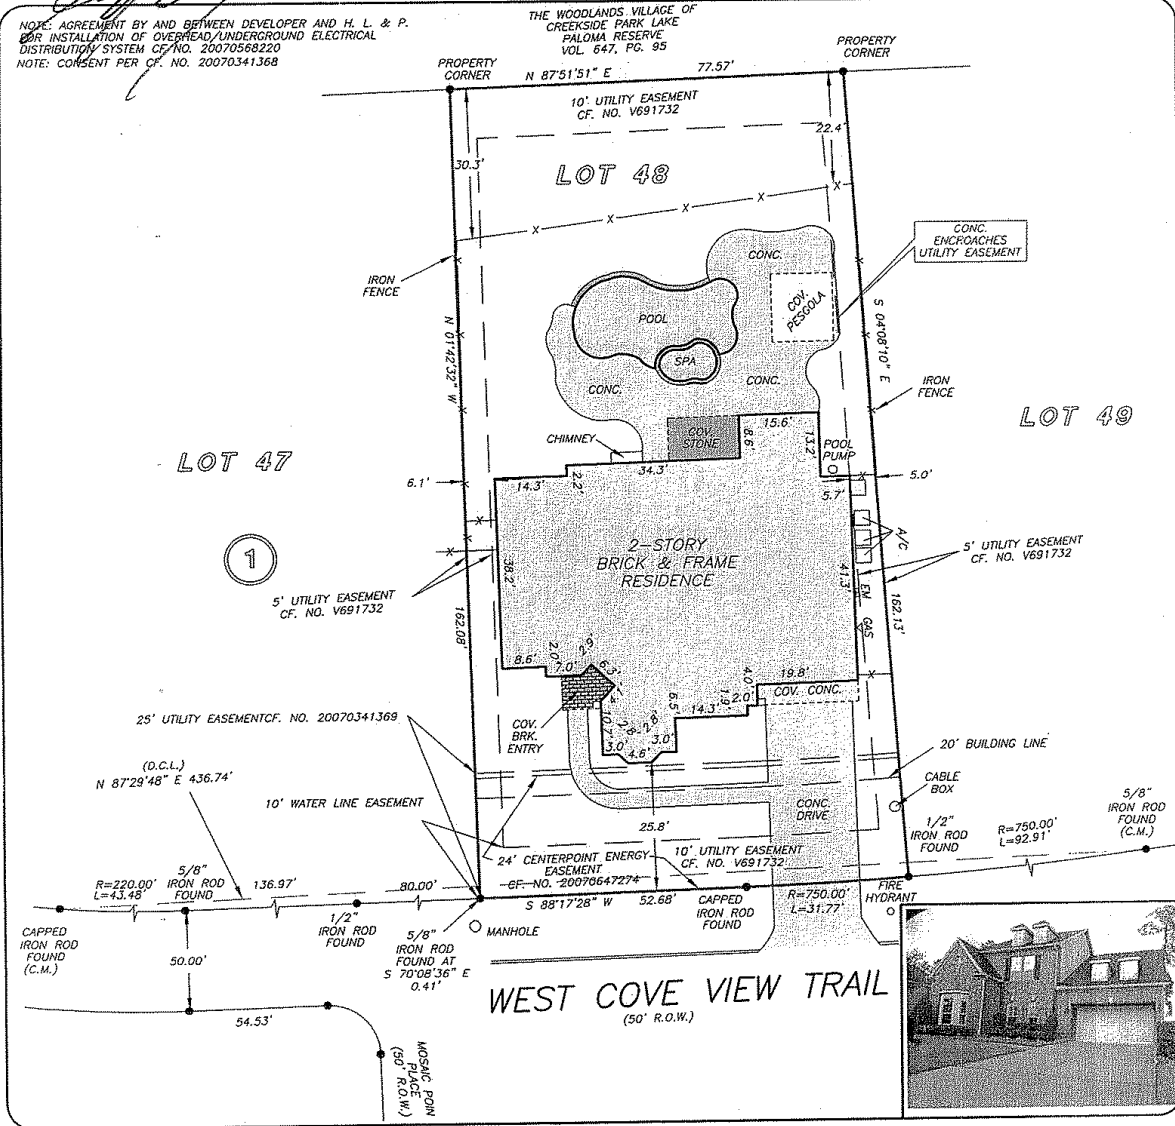 NOTE: AGREEMENT BY AND BETWEEN DEVELOPER AND H. L. & P.
FOR INSTALLATION OF OVERHEAD/UNDERGROUND ELECTRICAL
DISTRIBUTION SYSTEM CF. NO. 20070568220
NOTE: CONSENT PER CF. NO. 20070341368
THE WOODLANDS VILLAGE OF
CREEKSIDE PARK LAKE
PALOMA RESERVE
VOL. 647, PG. 95
PROPERTY
CORNER
PROPERTY
CORNER
N 87°51'51" E
77.57'
10' UTILITY EASEMENT
CF. NO. V691732
22.4'
30.3'
LOT 48
CONC.
ENCROACHES
UTILITY EASEMENT
CONC.
IRON
FENCE
COV.
PESGOLA
POOL
SPA
N 01°42'32" W
S 04°08'10" E
CONC.
CONC.
IRON
FENCE
LOT 49
15.6'
COV.
STONE
8.6'
13.2'
CHIMNEY
POOL
PUMP
LOT 47
34.3'
6.1'
14.3'
2.2'
5.0'
5.7'
A/C
1
2-STORY
BRICK & FRAME
RESIDENCE
38.2'
41.3'
5' UTILITY EASEMENT
CF. NO. V691732
5' UTILITY EASEMENT
CF. NO. V691732
EM
GAS
162.08'
162.13'
8.6'
2.0'
7.0'
2.9'
6.3'
4.1'
4.0'
19.8'
COV. CONC.
2.0'
1.9'
14.3'
6.5'
25' UTILITY EASEMENTCF. NO. 20070341369
COV.
BRK.
ENTRY
10.7'
3.0'
2.8'
4.6'
2.8'
3.0'
20' BUILDING LINE
(D.C.L.)
N 87°29'48" E 436.74'
10' WATER LINE EASEMENT
CABLE
BOX
CONC.
DRIVE
25.8'
5/8"
IRON ROD
FOUND
(C.M.)
1/2"
IRON ROD
FOUND
R=750.00'
L=92.91'
24' CENTERPOINT ENERGY
EASEMENT
CF. NO. 20070647274
10' UTILITY EASEMENT
CF. NO. V691732
R=220.00'
L=43.48'
5/8"
IRON ROD
FOUND
136.97'
80.00'
S 88°17'28" W
52.68'
CAPPED
IRON ROD
FOUND
R=750.00'
L=31.77'
FIRE
HYDRANT
CAPPED
IRON ROD
FOUND
(C.M.)
1/2"
IRON ROD
FOUND
MANHOLE
5/8"
IRON ROD
FOUND AT
S 70°08'36" E
0.41'
50.00'
WEST COVE VIEW TRAIL
(50' R.O.W.)
54.53'
MOSAIC POIN
PLACE
(50' R.O.W.)